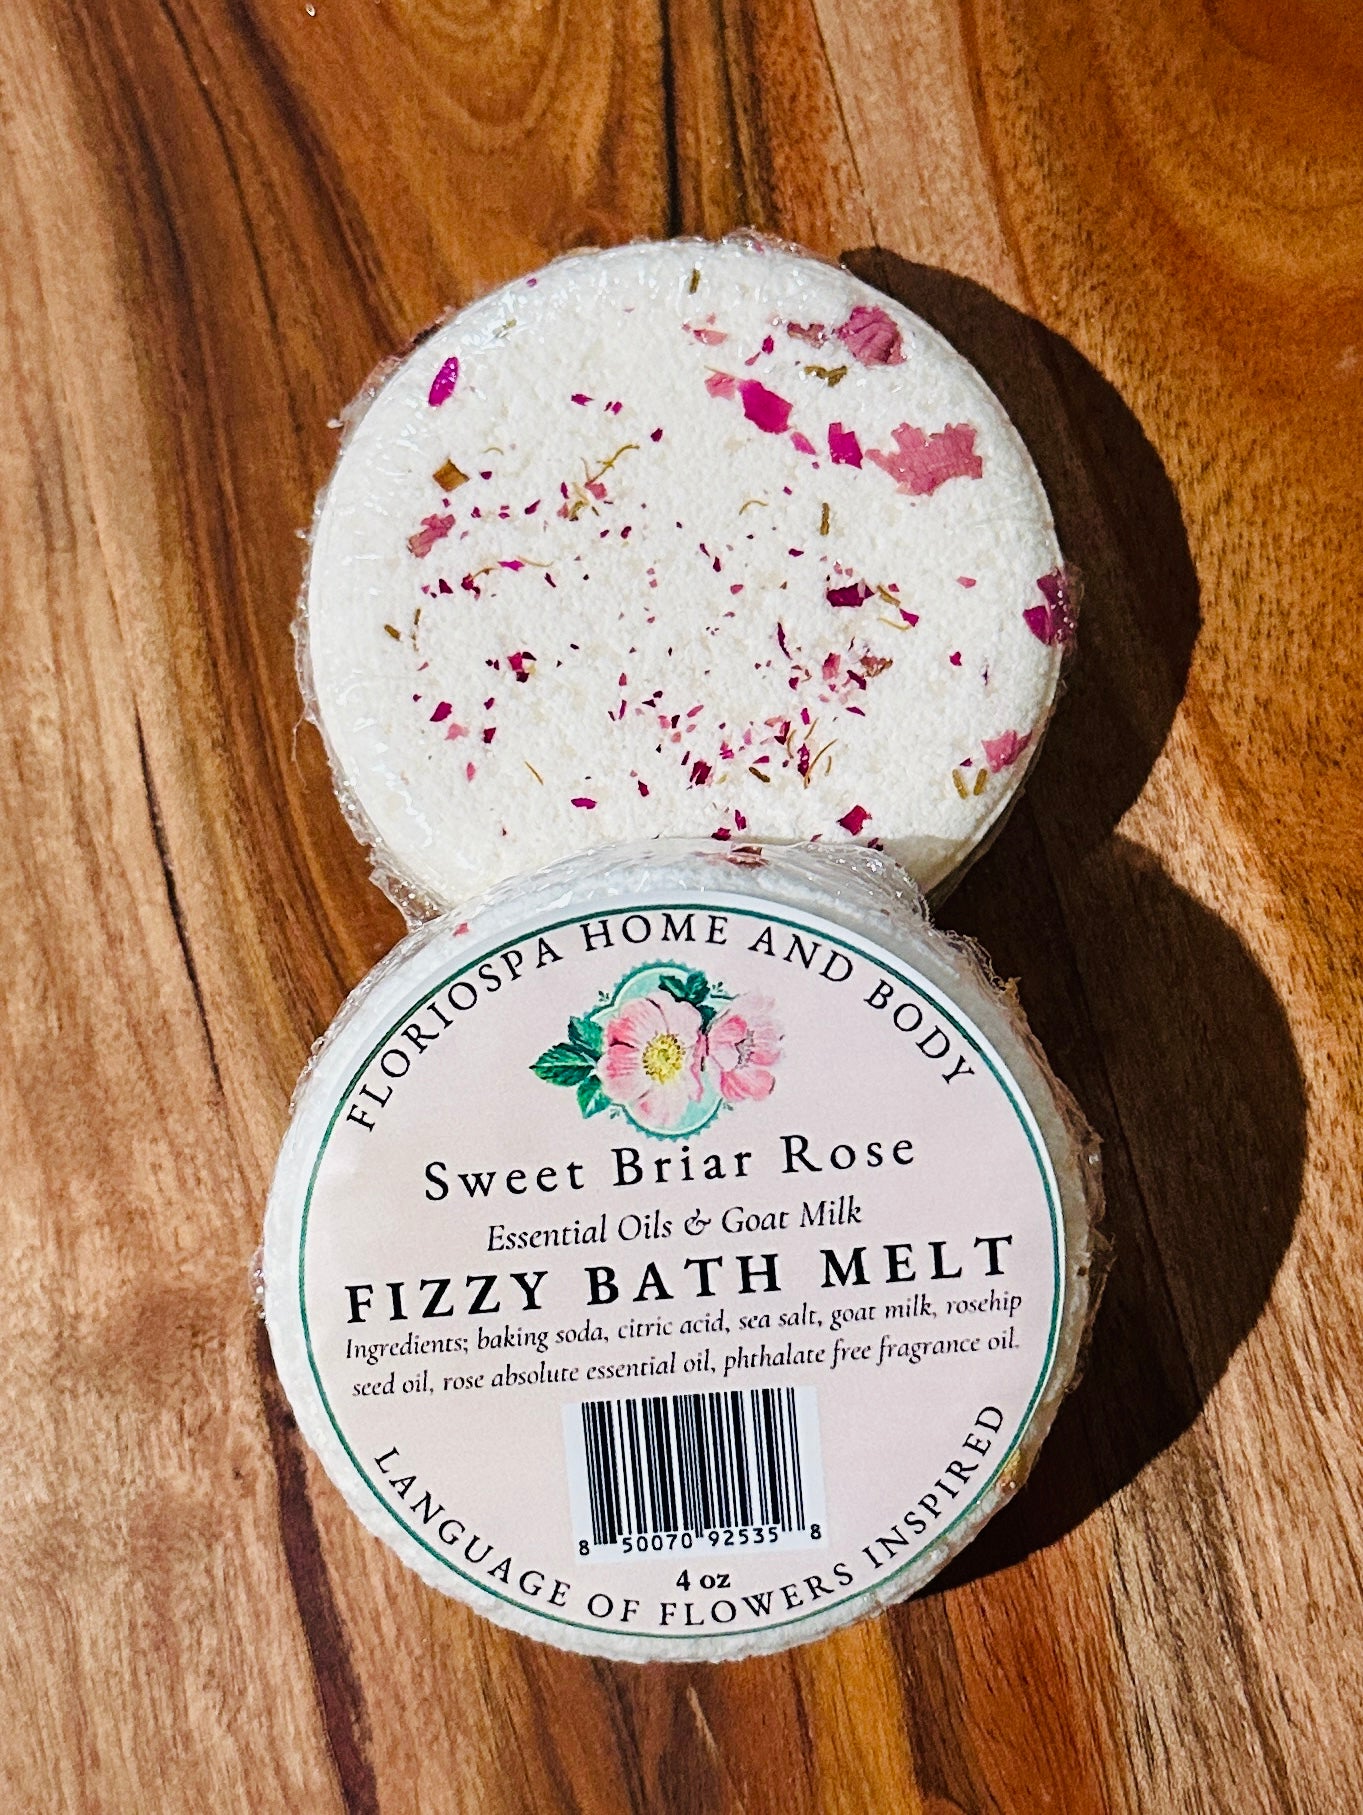 FLORIOSPA HOME AND BODY
Sweet Briar Rose
Essential Oils & Goat Milk
FIZZY BATH MELT
Ingredients; baking soda, citric acid, sea salt, goat milk, rosehip
seed oil, rose absolute essential oil, phthalate free fragrance oil.
8 50070 92535 8
4 oz
LANGUAGE OF FLOWERS INSPIRED